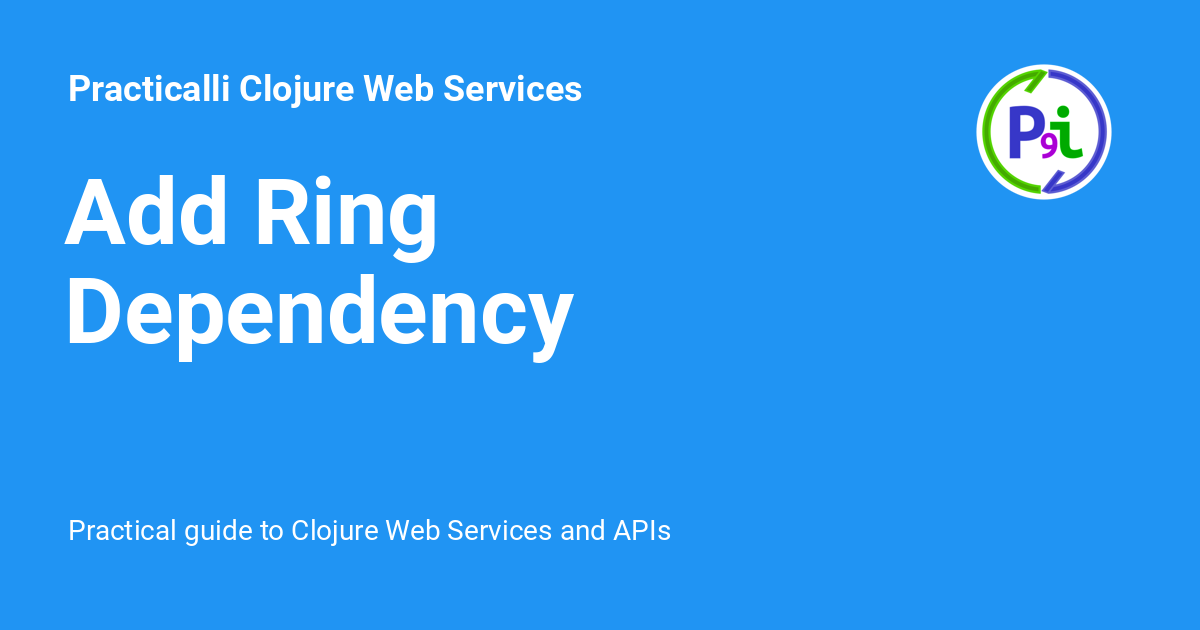 Practicalli Clojure Web Services
P9i
Add Ring
Dependency
Practical guide to Clojure Web Services and APIs